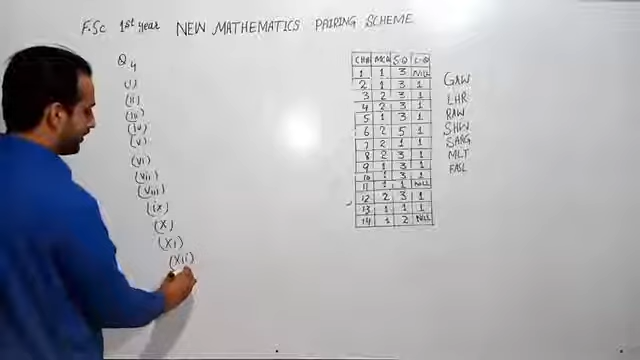 F.Sc 1st year NEW MATHEMATICS PAIRING SCHEME
Q4
(i)
(ii)
(iii)
(iv)
(v)
(vi)
(vii)
(viii)
(ix)
(x)
(xi)
(xii)
CH# MCQ S-Q L-Q
1 1 3 NILL
2 1 3 1
3 2 3 1
4 2 3 1
5 1 3 1
6 2 5 1
7 2 1 1
8 2 3 1
9 1 3 1
10 1 3 1
11 1 1 NILL
12 2 3 1
13 1 1 1
14 1 2 NILL
GAW
LHR
RAW
SHW
SARG
MLT
FASL